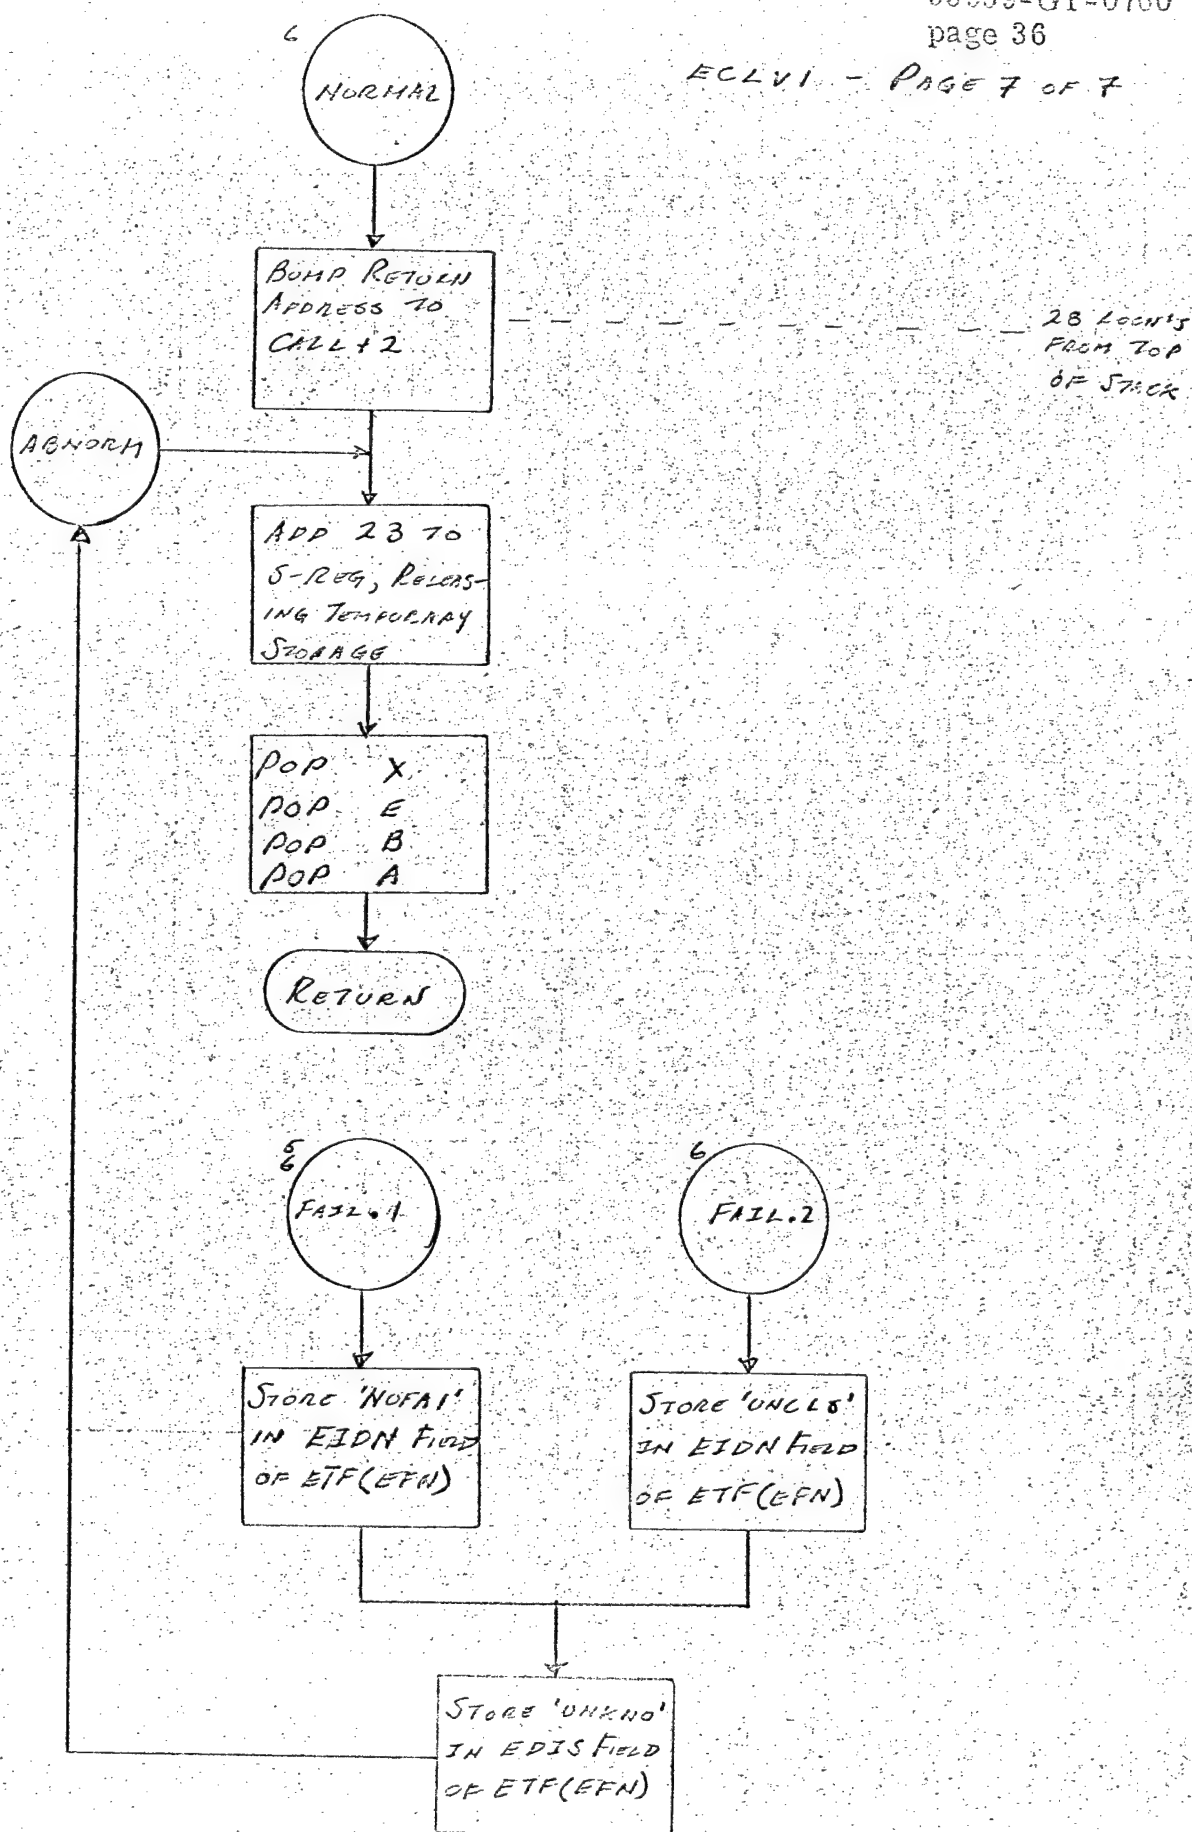 page 36
ECLVI - PAGE 7 OF 7
6
NORMAL
BUMP RETURN
ADDRESS TO
CALL+2
28 LOCN'S
FROM TOP
OF STACK
ABNORM
ADD 23 TO
S-REG, RELEAS-
ING TEMPORARY
STORAGE
POP X
POP E
POP B
POP A
RETURN
5
6
FAIL.1
6
FAIL.2
STORE 'NOFAI'
IN EIDN FIELD
OF ETF(EFN)
STORE 'UNCLS'
IN EIDN FIELD
OF ETF(EFN)
STORE 'UNKNO'
IN EDIS FIELD
OF ETF(EFN)